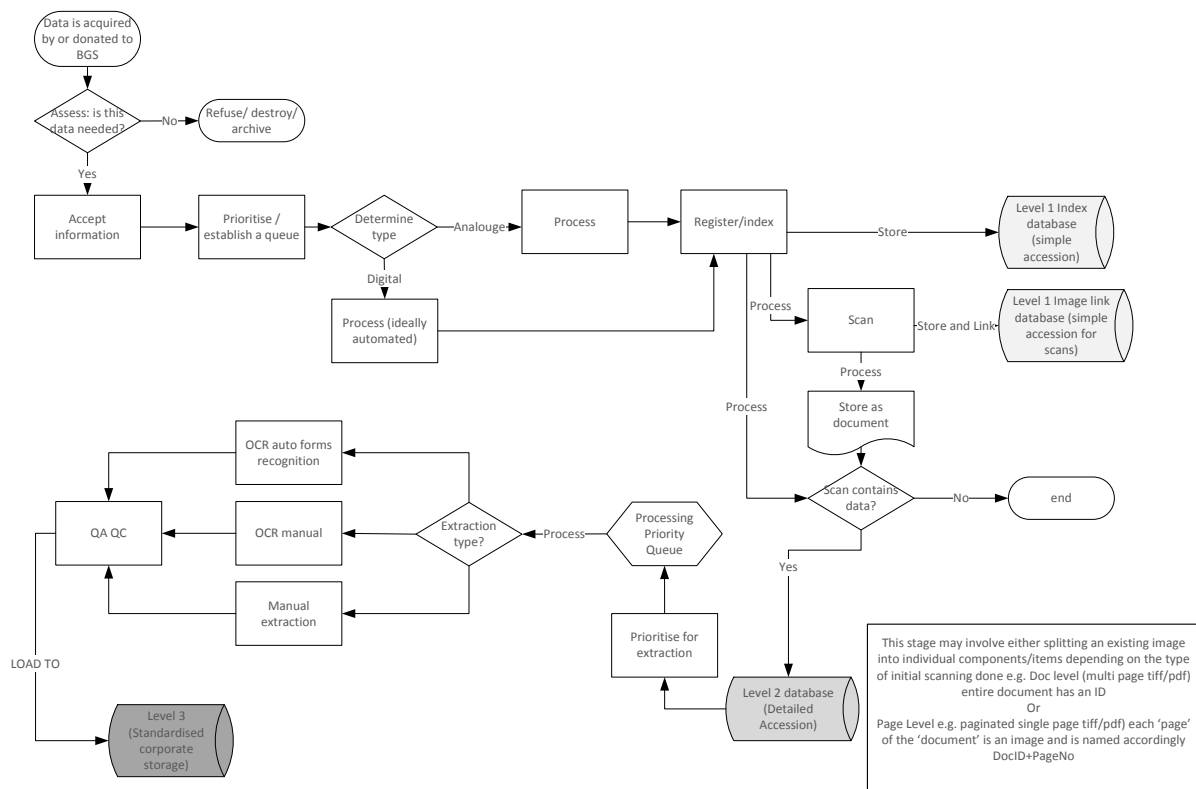 Data is acquired
by or donated to
BGS
Assess: is this
data needed?
No
Refuse/ destroy/
archive
Yes
Accept
information
Prioritise /
establish a queue
Determine
type
Analouge
Process
Register/index
Store
Level 1 Index
database
(simple
accession)
Digital
Process (ideally
automated)
Process
Scan
Store and Link
Level 1 Image link
database (simple
accession for
scans)
Process
Store as
document
Process
Scan contains
data?
No
end
Yes
OCR auto forms
recognition
QA QC
OCR manual
Manual
extraction
Extraction
type?
Process
Processing
Priority
Queue
Prioritise for
extraction
Level 2 database
(Detailed
Accession)
LOAD TO
Level 3
(Standardised
corporate
storage)
This stage may involve either splitting an existing image
into individual components/items depending on the type
of initial scanning done e.g. Doc level (multi page tiff/pdf)
entire document has an ID
Or
Page Level e.g. paginated single page tiff/pdf) each ‘page’
of the ‘document’ is an image and is named accordingly
DocID+PageNo